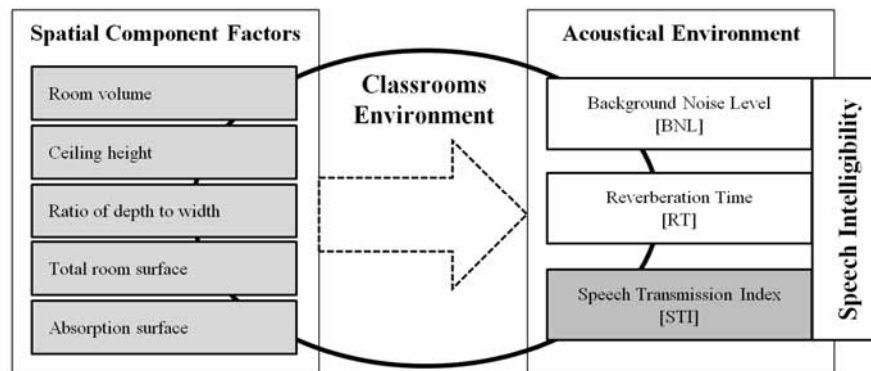 Spatial Component Factors
Room volume
Ceiling height
Ratio of depth to width
Total room surface
Absorption surface
Classrooms
Environment
Acoustical Environment
Background Noise Level
[BNL]
Reverberation Time
[RT]
Speech Transmission Index
[STI]
Speech Intelligibility